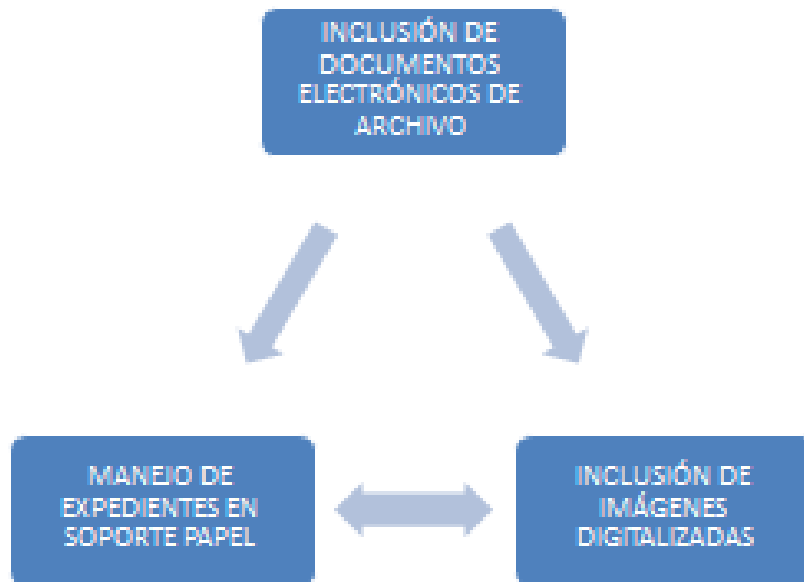 INCLUSIÓN DE
DOCUMENTOS
ELECTRÓNICOS DE
ARCHIVO
MANEJO DE
EXPEDIENTES EN
SOPORTE PAPEL
INCLUSIÓN DE
IMÁGENES
DIGITALIZADAS